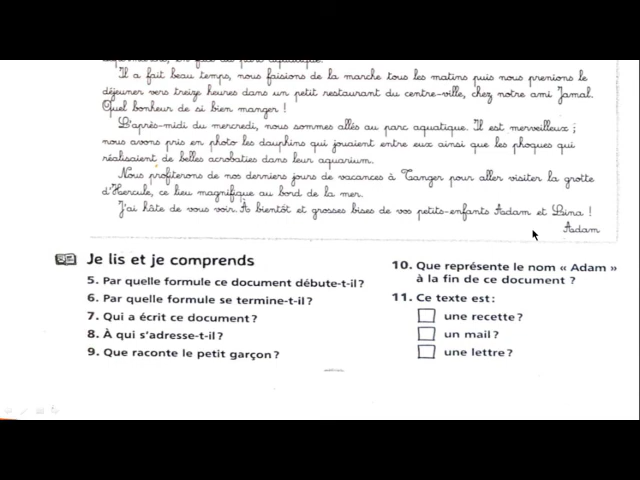 Il a fait beau temps, nous faisions de la marche tous les matins puis nous prenions le
déjeuner vers treize heures dans un petit restaurant du centre-ville, chez notre ami Jamal.
Quel bonheur de si bien manger !
L'après-midi du mercredi, nous sommes allés au parc aquatique. Il est merveilleux ;
nous avons pris en photo les dauphins qui jouaient entre eux ainsi que les phoques qui
réalisaient de belles acrobaties dans leur aquarium.
Nous profiterons de nos derniers jours de vacances à Tanger pour aller visiter la grotte
d'Hercule, ce lieu magnifique au bord de la mer.
J'ai hâte de vous voir. À bientôt et grosses bises de vos petits-enfants Adam et Lina !
Adam
Je lis et je comprends
5. Par quelle formule ce document débute-t-il ?
6. Par quelle formule se termine-t-il ?
7. Qui a écrit ce document ?
8. À qui s'adresse-t-il ?
9. Que raconte le petit garçon ?
10. Que représente le nom « Adam »
à la fin de ce document ?
11. Ce texte est :
une recette ?
un mail ?
une lettre ?